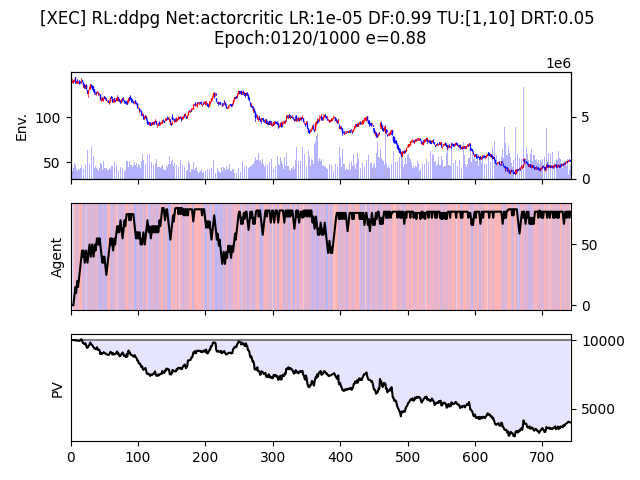 [XEC] RL:ddpg Net:actorcritic LR:1e-05 DF:0.99 TU:[1,10] DRT:0.05
Epoch:0120/1000 e=0.88
1e6
Env.
100
50
5
0
Agent
50
0
PV
10000
5000
0 100 200 300 400 500 600 700